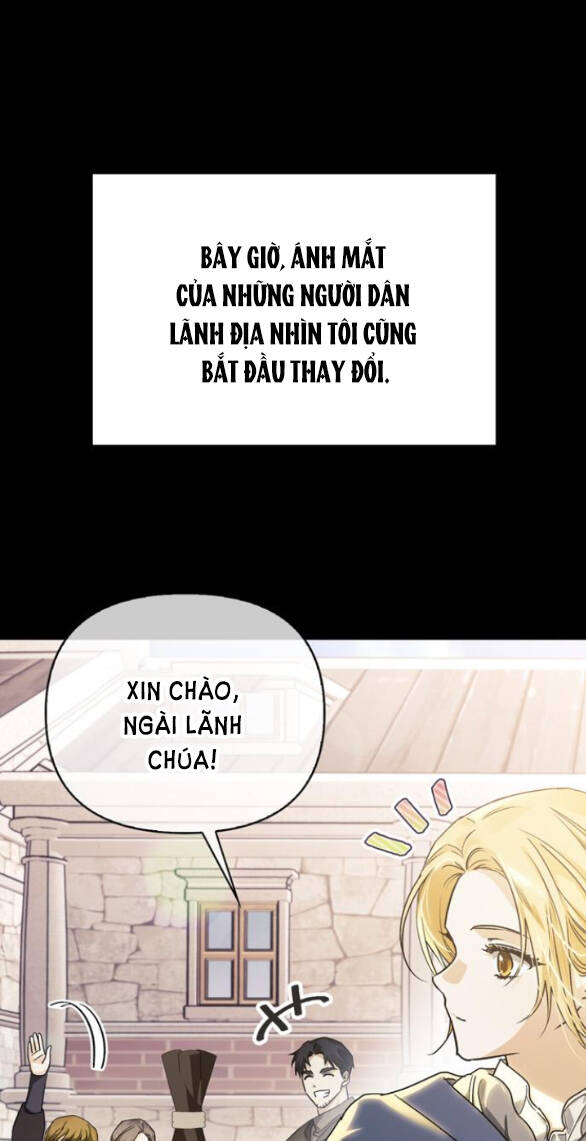 BÂY GIỜ, ÁNH MẮT
CỦA NHỮNG NGƯỜI DÂN
LÃNH ĐỊA NHÌN TÔI CŨNG
BẮT ĐẦU THAY ĐỔI.
XIN CHÀO,
NGÀI LÃNH
CHÚA!